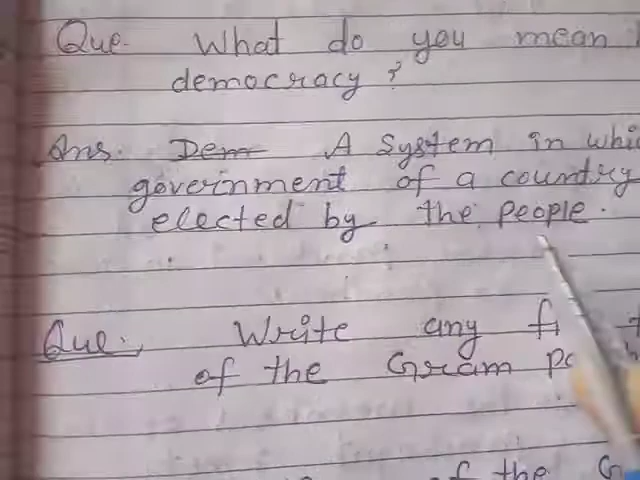 Que. What do you mean
democracy ?
Ans. Dem A system in whi
government of a country
elected by the people.
Que. Write any
of the Gram
of the G